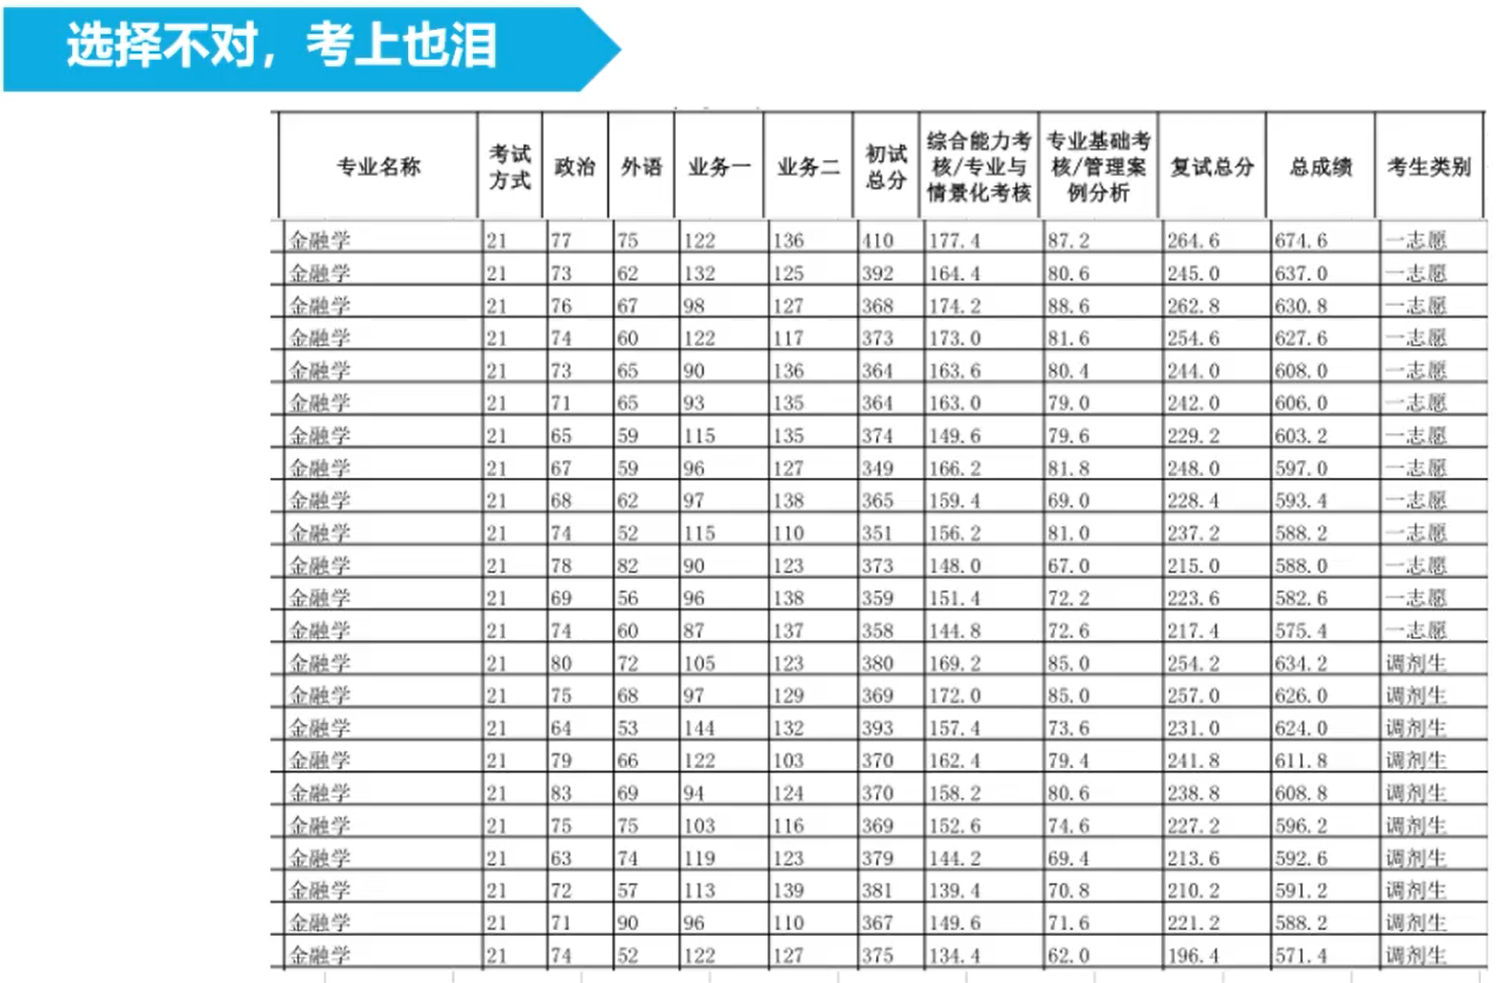 选择不对，考上也泪
专业名称 考试方式 政治 外语 业务一 业务二 初试总分 综合能力考核/专业与情景化考核 专业基础考核/管理案例分析 复试总分 总成绩 考生类别
金融学 21 77 75 122 136 410 177.4 87.2 264.6 674.6 一志愿
金融学 21 73 62 132 125 392 164.4 80.6 245.0 637.0 一志愿
金融学 21 76 67 98 127 368 174.2 88.6 262.8 630.8 一志愿
金融学 21 74 60 122 117 373 173.0 81.6 254.6 627.6 一志愿
金融学 21 73 65 90 136 364 163.6 80.4 244.0 608.0 一志愿
金融学 21 71 65 93 135 364 163.0 79.0 242.0 606.0 一志愿
金融学 21 65 59 115 135 374 149.6 79.6 229.2 603.2 一志愿
金融学 21 67 59 96 127 349 166.2 81.8 248.0 597.0 一志愿
金融学 21 68 62 97 138 365 159.4 69.0 228.4 593.4 一志愿
金融学 21 74 52 115 110 351 156.2 81.0 237.2 588.2 一志愿
金融学 21 78 82 90 123 373 148.0 67.0 215.0 588.0 一志愿
金融学 21 69 56 96 138 359 151.4 72.2 223.6 582.6 一志愿
金融学 21 74 60 87 137 358 144.8 72.6 217.4 575.4 一志愿
金融学 21 80 72 105 123 380 169.2 85.0 254.2 634.2 调剂生
金融学 21 75 68 97 129 369 172.0 85.0 257.0 626.0 调剂生
金融学 21 64 53 144 132 393 157.4 73.6 231.0 624.0 调剂生
金融学 21 79 66 122 103 370 162.4 79.4 241.8 611.8 调剂生
金融学 21 83 69 94 124 370 158.2 80.6 238.8 608.8 调剂生
金融学 21 75 75 103 116 369 152.6 74.6 227.2 596.2 调剂生
金融学 21 63 74 119 123 379 144.2 69.4 213.6 592.6 调剂生
金融学 21 72 57 113 139 381 139.4 70.8 210.2 591.2 调剂生
金融学 21 71 90 96 110 367 149.6 71.6 221.2 588.2 调剂生
金融学 21 74 52 122 127 375 134.4 62.0 196.4 571.4 调剂生